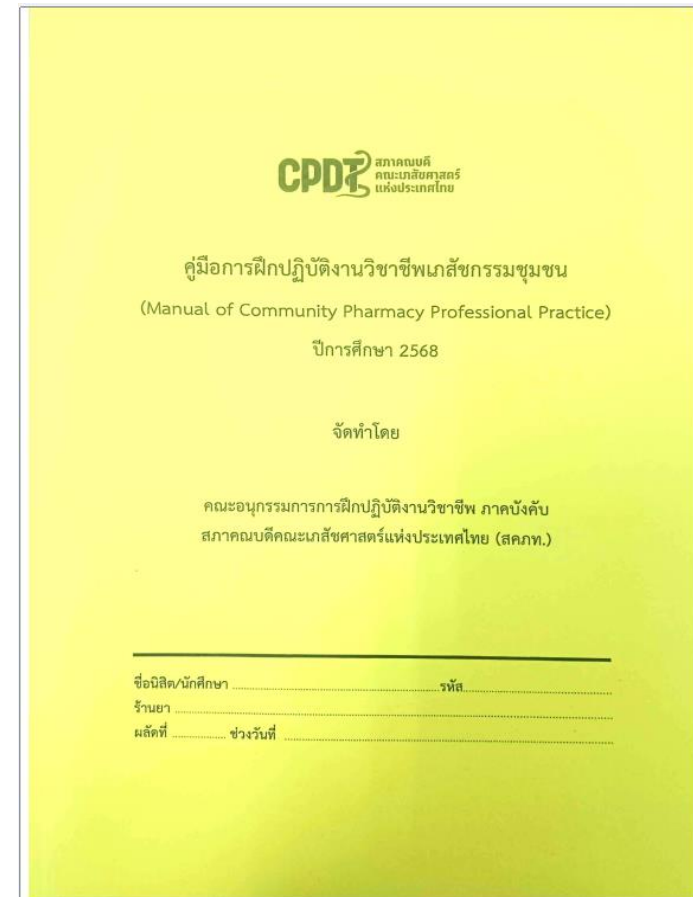 CPDT สภาคณบดี
คณะเภสัชศาสตร์
แห่งประเทศไทย
คู่มือการฝึกปฏิบัติงานวิชาชีพเภสัชกรรมชุมชน
(Manual of Community Pharmacy Professional Practice)
ปีการศึกษา 2568
จัดทำโดย
คณะอนุกรรมการการฝึกปฏิบัติงานวิชาชีพ ภาคบังคับ
สภาคณบดีคณะเภสัชศาสตร์แห่งประเทศไทย (สคภท.)
ชื่อนิสิต/นักศึกษา ........................................ รหัส..............................
ร้านยา ................................................................................
ผลัดที่ .............. ช่วงวันที่ ............................................................